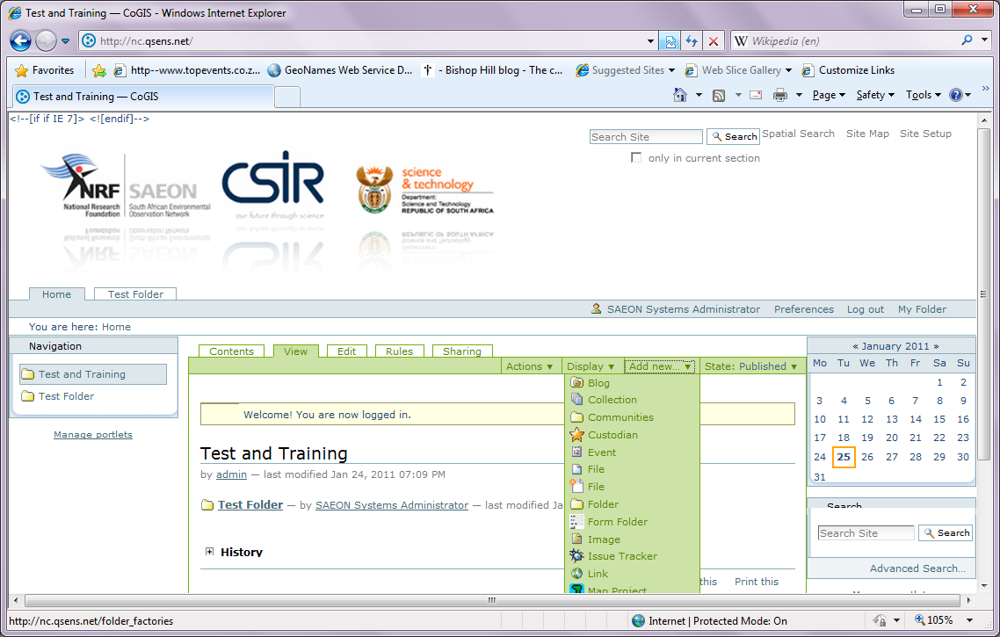 Test and Training — CoGIS - Windows Internet Explorer
http://nc.qsens.net/
Wikipedia (en)
Favorites
http--www.topevents.co.z...
GeoNames Web Service D...
- Bishop Hill blog - The c...
Suggested Sites
Web Slice Gallery
Customize Links
Test and Training — CoGIS
Page
Safety
Tools
<!--[if if IE 7]> <![endif]-->
Search Site
Search
Spatial Search
Site Map
Site Setup
only in current section
NRF
National Research
Foundation
SAEON
South African Environmental
Observation Network
CSIR
our future through science
science
& technology
Department:
Science and Technology
REPUBLIC OF SOUTH AFRICA
Home
Test Folder
SAEON Systems Administrator
Preferences
Log out
My Folder
You are here: Home
Navigation
Test and Training
Test Folder
Manage portlets
Contents
View
Edit
Rules
Sharing
Actions ▼
Display ▼
Add new... ▼
State: Published ▼
Welcome! You are now logged in.
Test and Training
by admin — last modified Jan 24, 2011 07:09 PM
Test Folder — by SAEON Systems Administrator — last modified Ja
History
this
Print this
Blog
Collection
Communities
Custodian
Event
File
File
Folder
Form Folder
Image
Issue Tracker
Link
Map Project
« January 2011 »
Mo Tu We Th Fr Sa Su
1 2
3 4 5 6 7 8 9
10 11 12 13 14 15 16
17 18 19 20 21 22 23
24 25 26 27 28 29 30
31
Search
Search Site
Search
Advanced Search...
http://nc.qsens.net/folder_factories
Internet | Protected Mode: On
105%